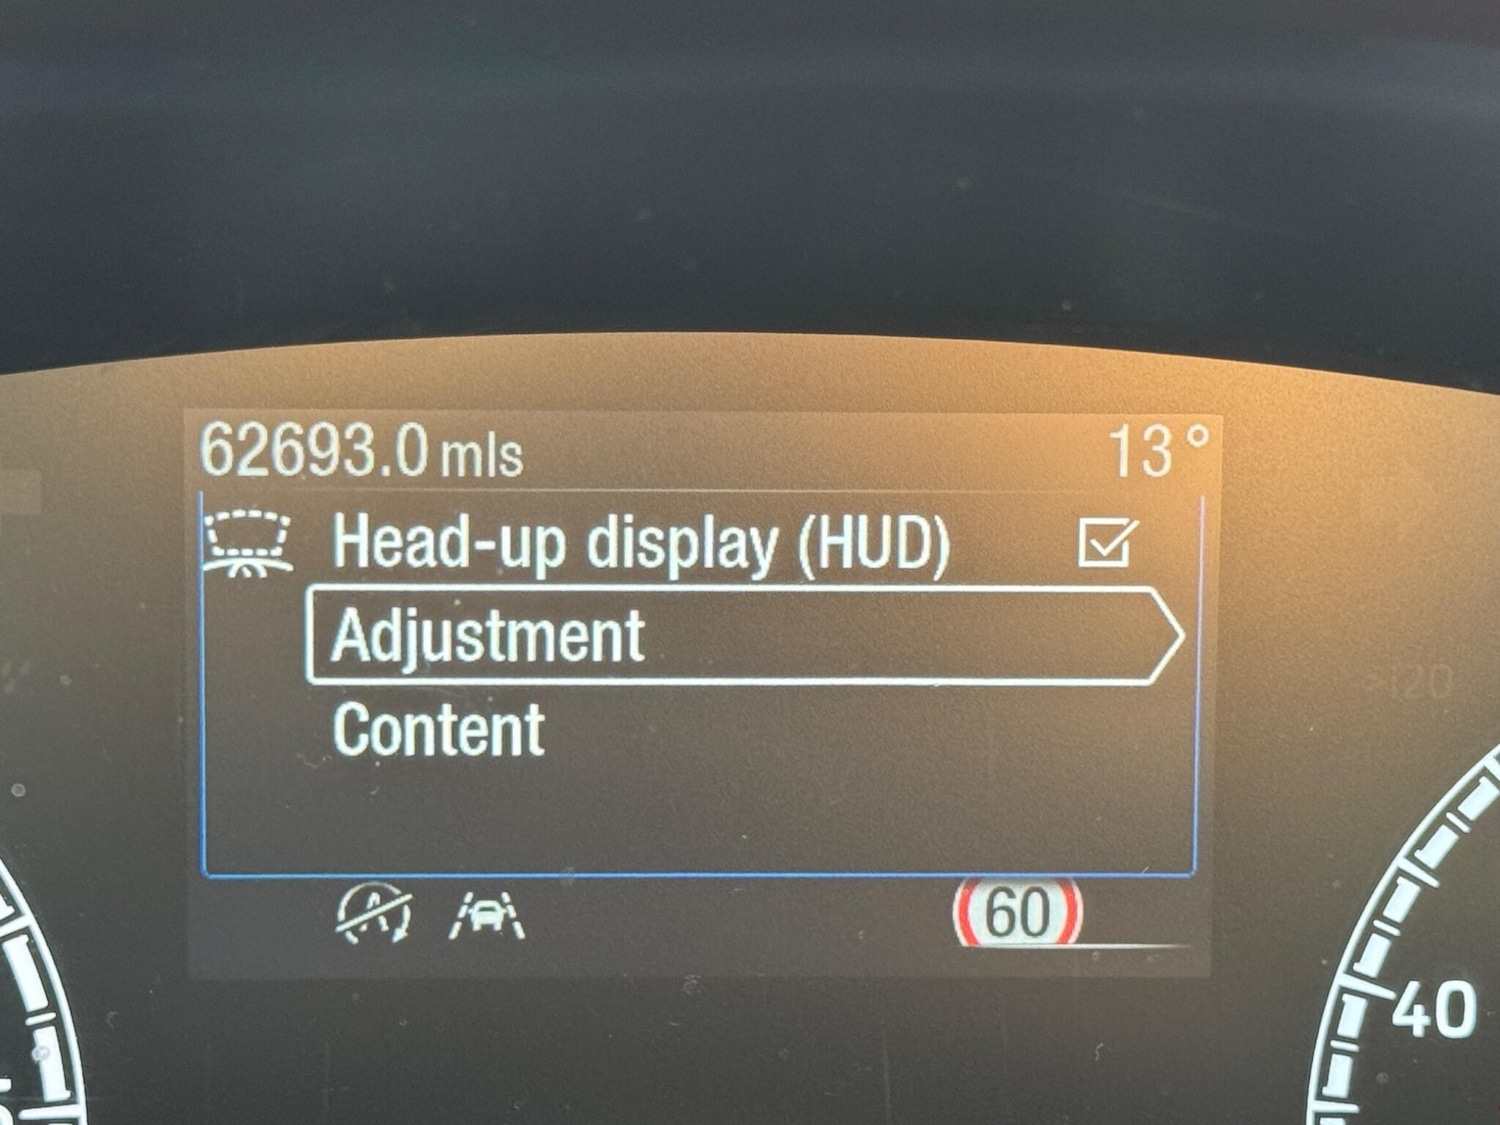 62693.0 mls 13°
Head-up display (HUD)
Adjustment
Content
A
60
40